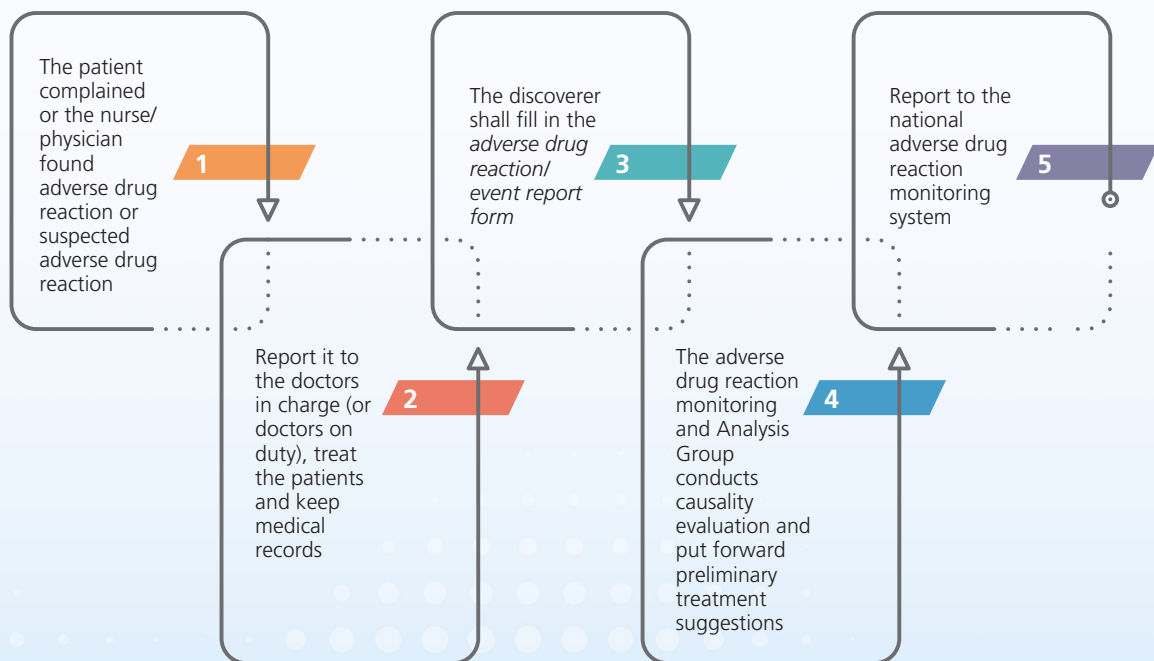 The patient
complained
or the nurse/
physician
found
adverse drug
reaction or
suspected
adverse drug
reaction
1
Report it to
the doctors
in charge (or
doctors on
duty), treat
the patients
and keep
medical
records
2
The discoverer
shall fill in the
adverse drug
reaction/
event report
form
3
The adverse
drug reaction
monitoring
and Analysis
Group
conducts
causality
evaluation and
put forward
preliminary
treatment
suggestions
4
Report to the
national
adverse drug
reaction
monitoring
system
5